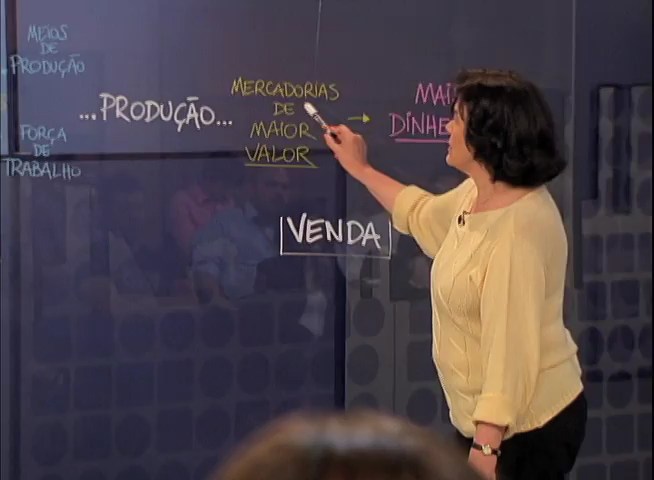 MEIOS
DE
PRODUÇÃO
FORÇA
DE
TRABALHO
...PRODUÇÃO...
MERCADORIAS
DE
MAIOR
VALOR
VENDA